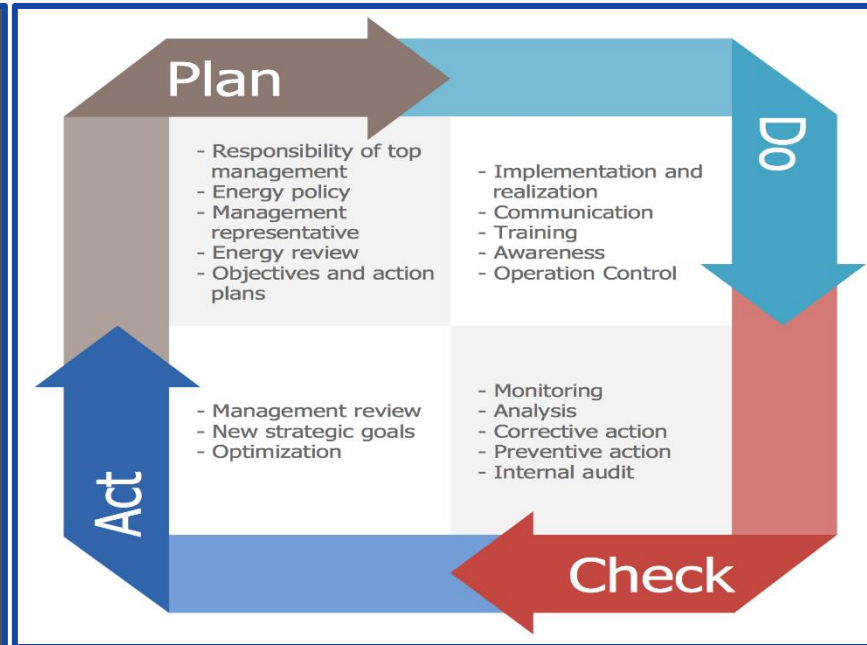 Plan
Do
- Responsibility of top
management
- Energy policy
- Management
representative
- Energy review
- Objectives and action
plans
- Implementation and
realization
- Communication
- Training
- Awareness
- Operation Control
- Management review
- New strategic goals
- Optimization
- Monitoring
- Analysis
- Corrective action
- Preventive action
- Internal audit
Act
Check